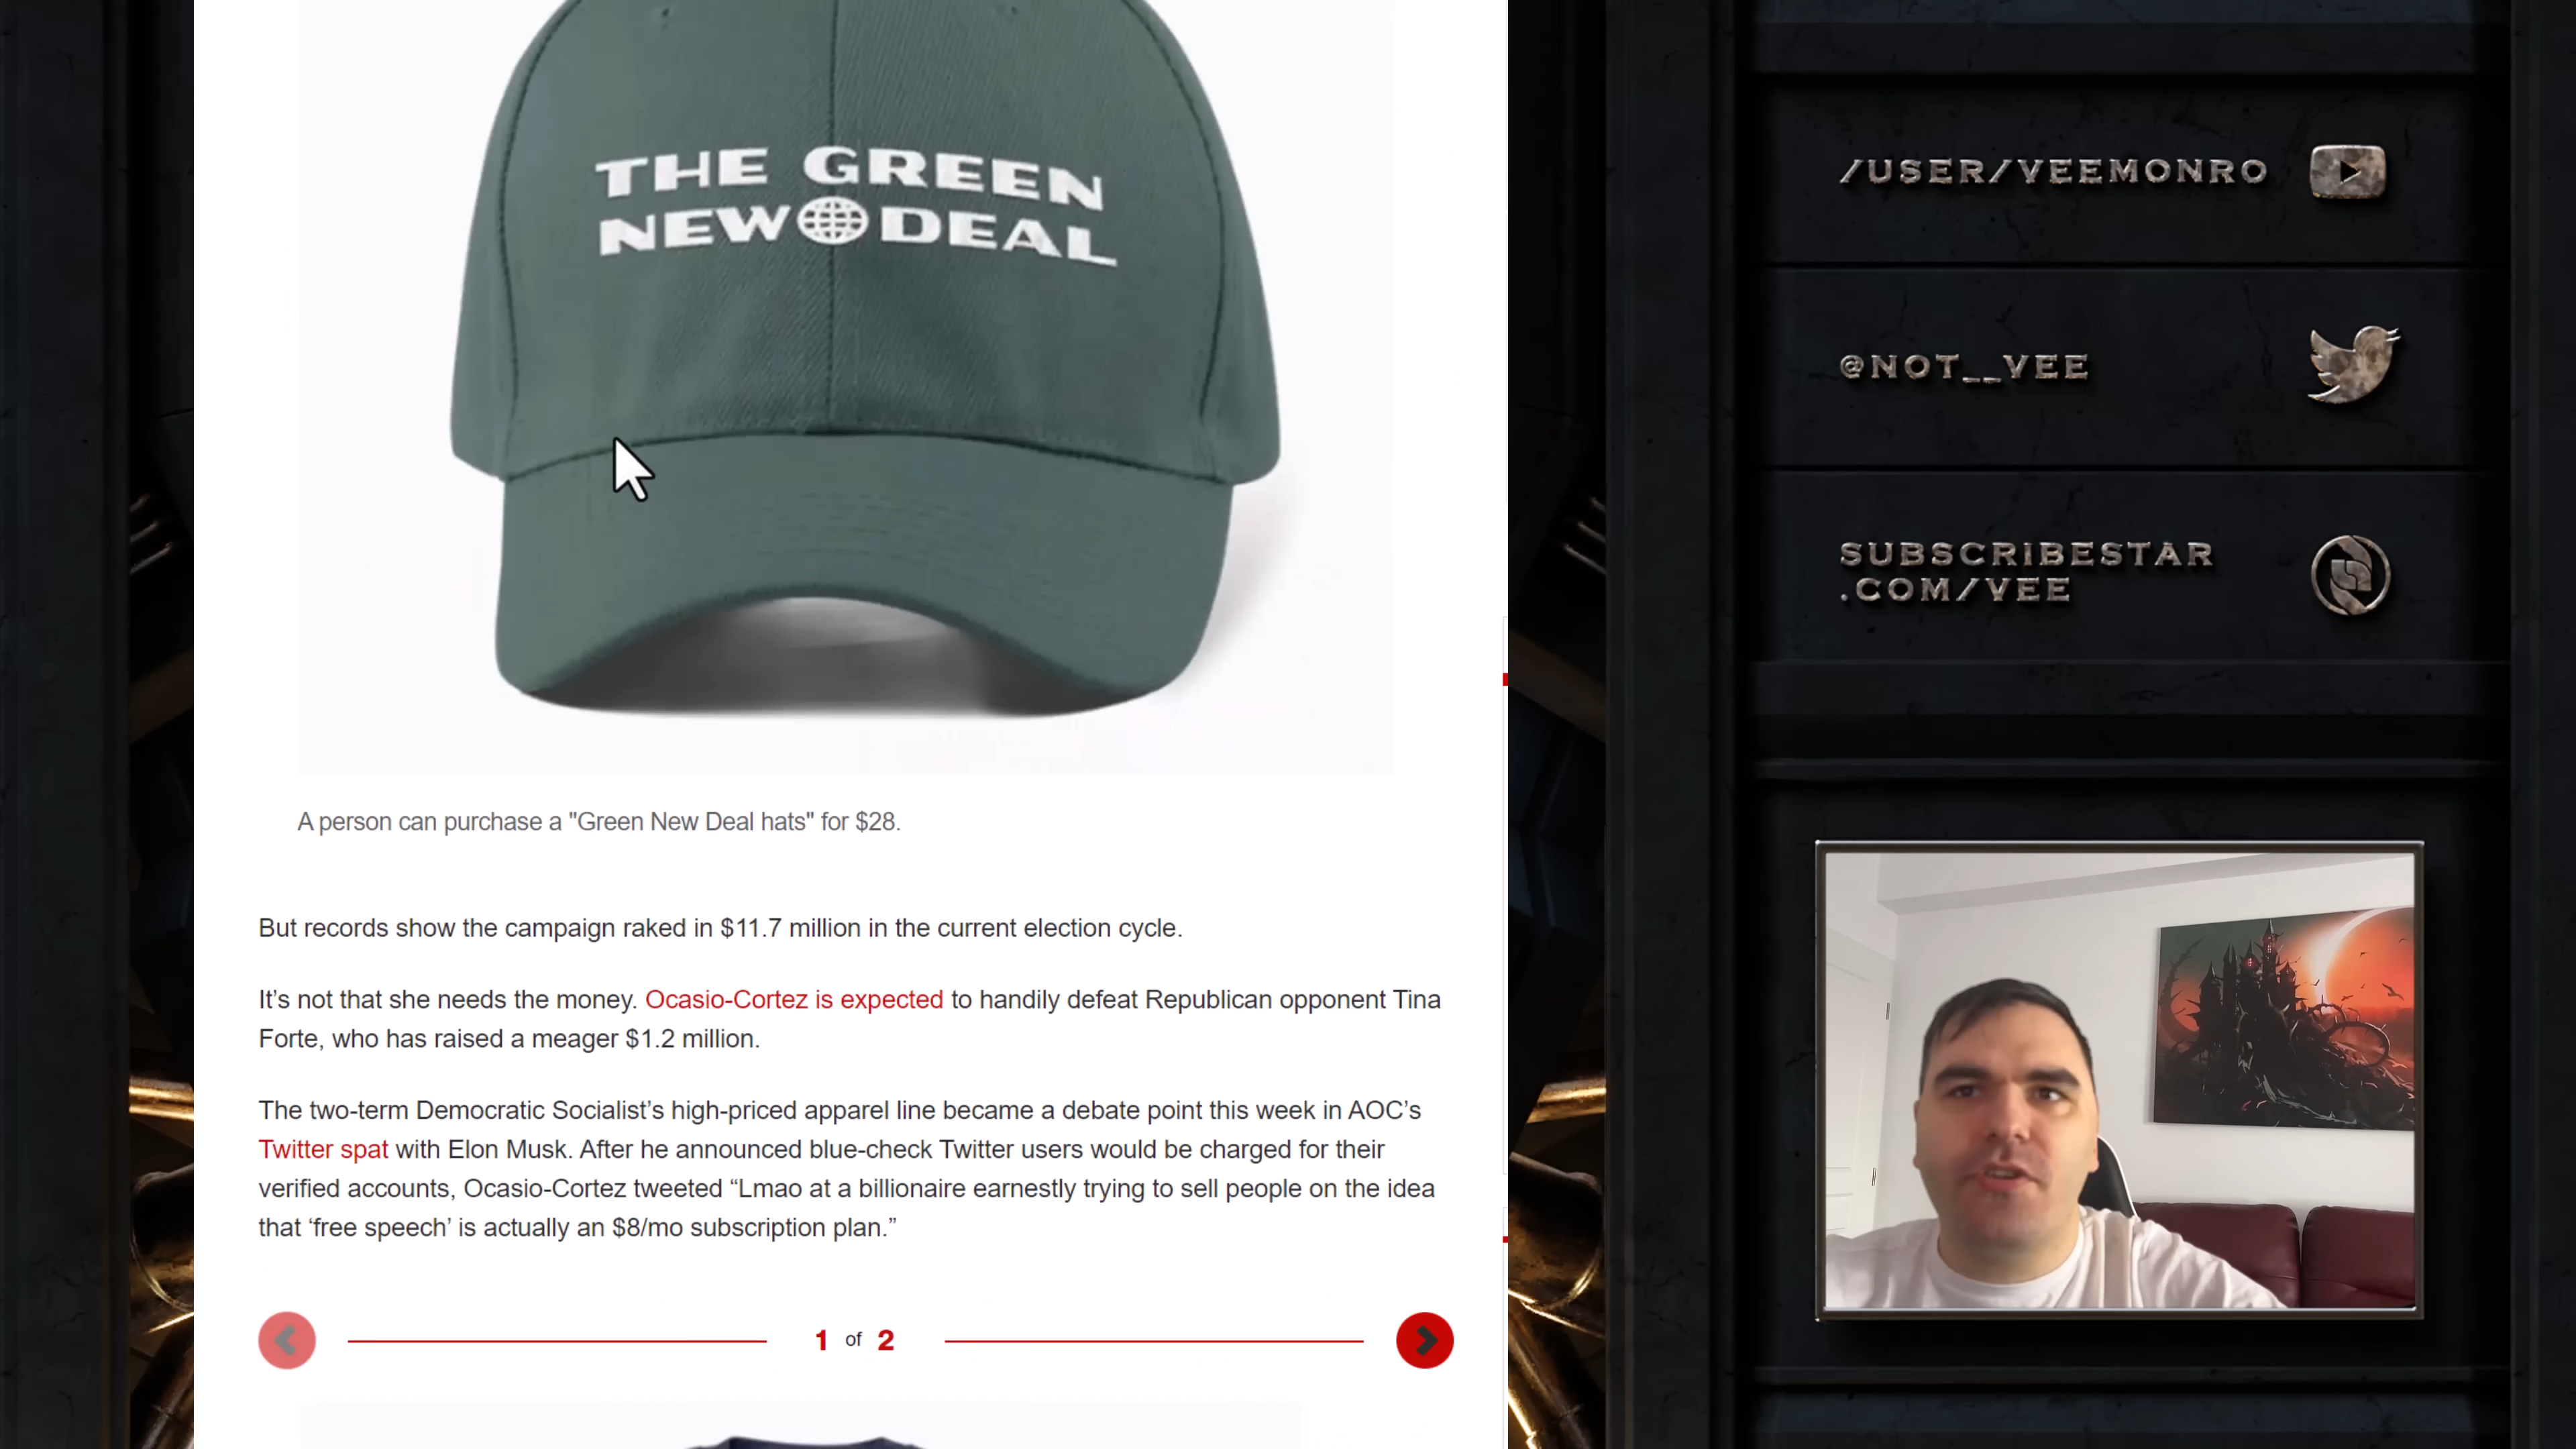 THE GREEN
NEW DEAL
A person can purchase a "Green New Deal hats" for $28.
But records show the campaign raked in $11.7 million in the current election cycle.
It’s not that she needs the money. Ocasio-Cortez is expected to handily defeat Republican opponent Tina
Forte, who has raised a meager $1.2 million.
The two-term Democratic Socialist’s high-priced apparel line became a debate point this week in AOC’s
Twitter spat with Elon Musk. After he announced blue-check Twitter users would be charged for their
verified accounts, Ocasio-Cortez tweeted “Lmao at a billionaire earnestly trying to sell people on the idea
that ‘free speech’ is actually an $8/mo subscription plan.”
1 of 2
/USER/VEEMONRO
@NOT__VEE
SUBSCRIBESTAR
.COM/VEE